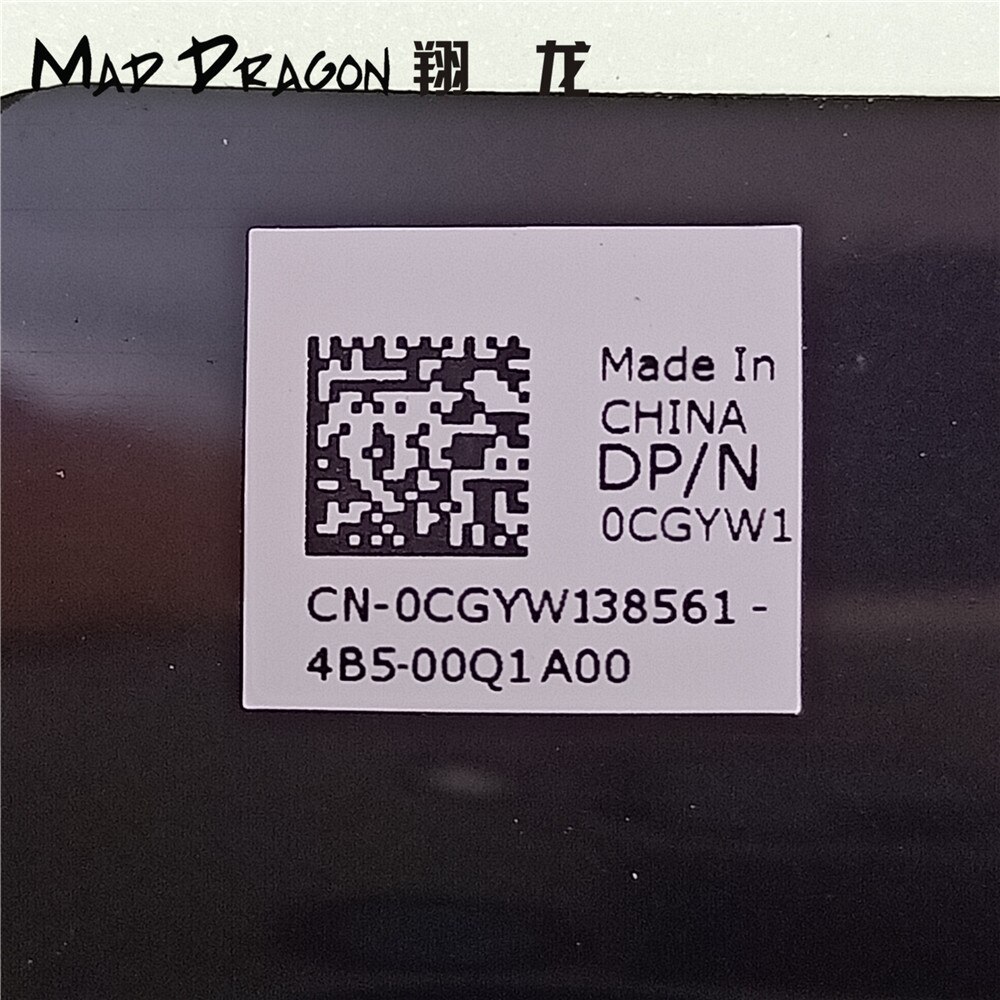 MAD DRAGON 翔 龙
Made In
CHINA
DP/N
0CGYW1
CN-0CGYW138561-
4B5-00Q1A00